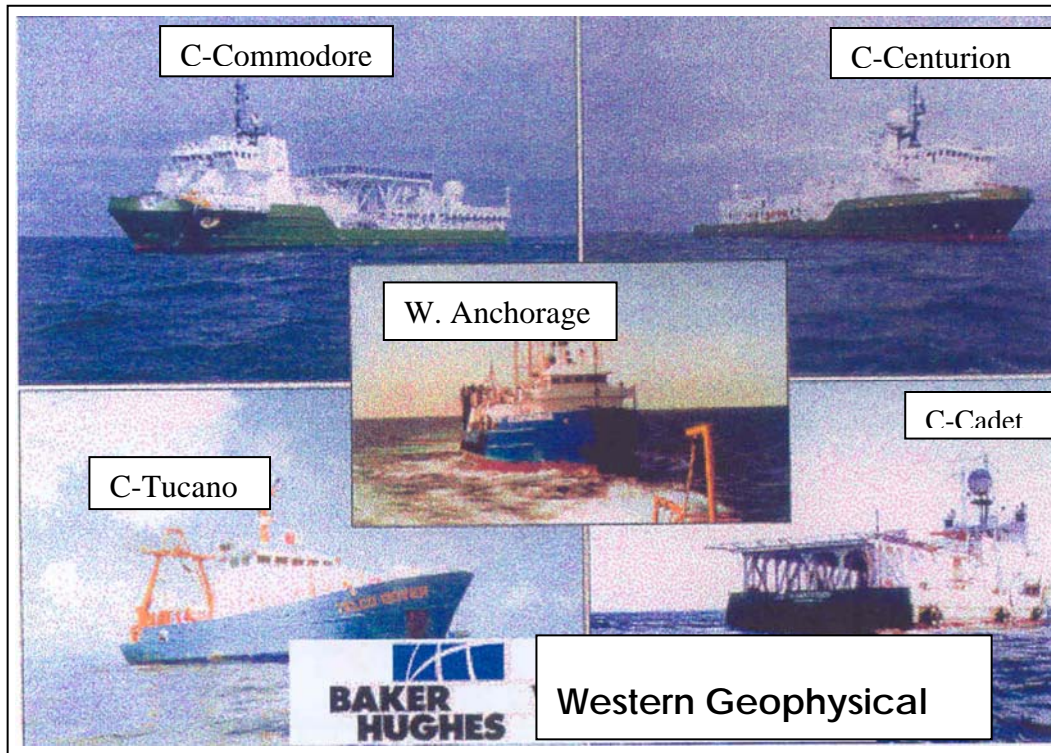 C-Commodore
C-Centurion
W. Anchorage
C-Cadet
C-Tucano
BAKER
HUGHES
Western Geophysical